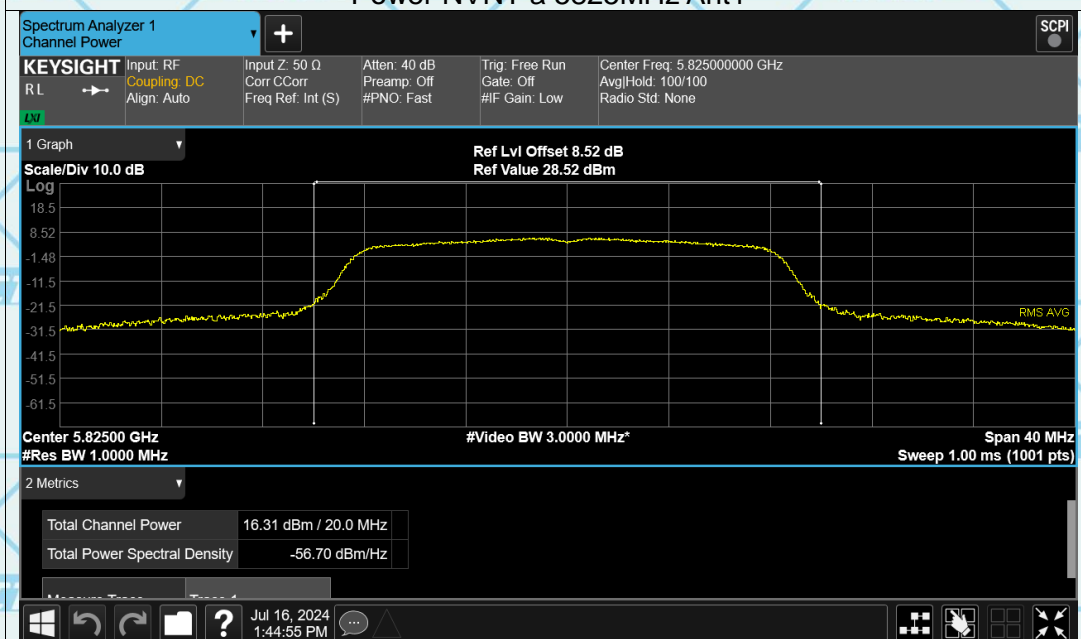 Spectrum Analyzer 1
Channel Power
+
SCPI
KEYSIGHT
RL
LXI
Input: RF
Coupling: DC
Align: Auto
Input Z: 50 Ω
Corr CCorr
Freq Ref: Int (S)
Atten: 40 dB
Preamp: Off
#PNO: Fast
Trig: Free Run
Gate: Off
#IF Gain: Low
Center Freq: 5.825000000 GHz
Avg|Hold: 100/100
Radio Std: None
1 Graph
Scale/Div 10.0 dB
Ref Lvl Offset 8.52 dB
Ref Value 28.52 dBm
Log
18.5
8.52
-1.48
-11.5
-21.5
-31.5
-41.5
-51.5
-61.5
RMS AVG
Center 5.82500 GHz
#Res BW 1.0000 MHz
#Video BW 3.0000 MHz*
Span 40 MHz
Sweep 1.00 ms (1001 pts)
2 Metrics
Total Channel Power 16.31 dBm / 20.0 MHz
Total Power Spectral Density -56.70 dBm/Hz
?
Jul 16, 2024
1:44:55 PM